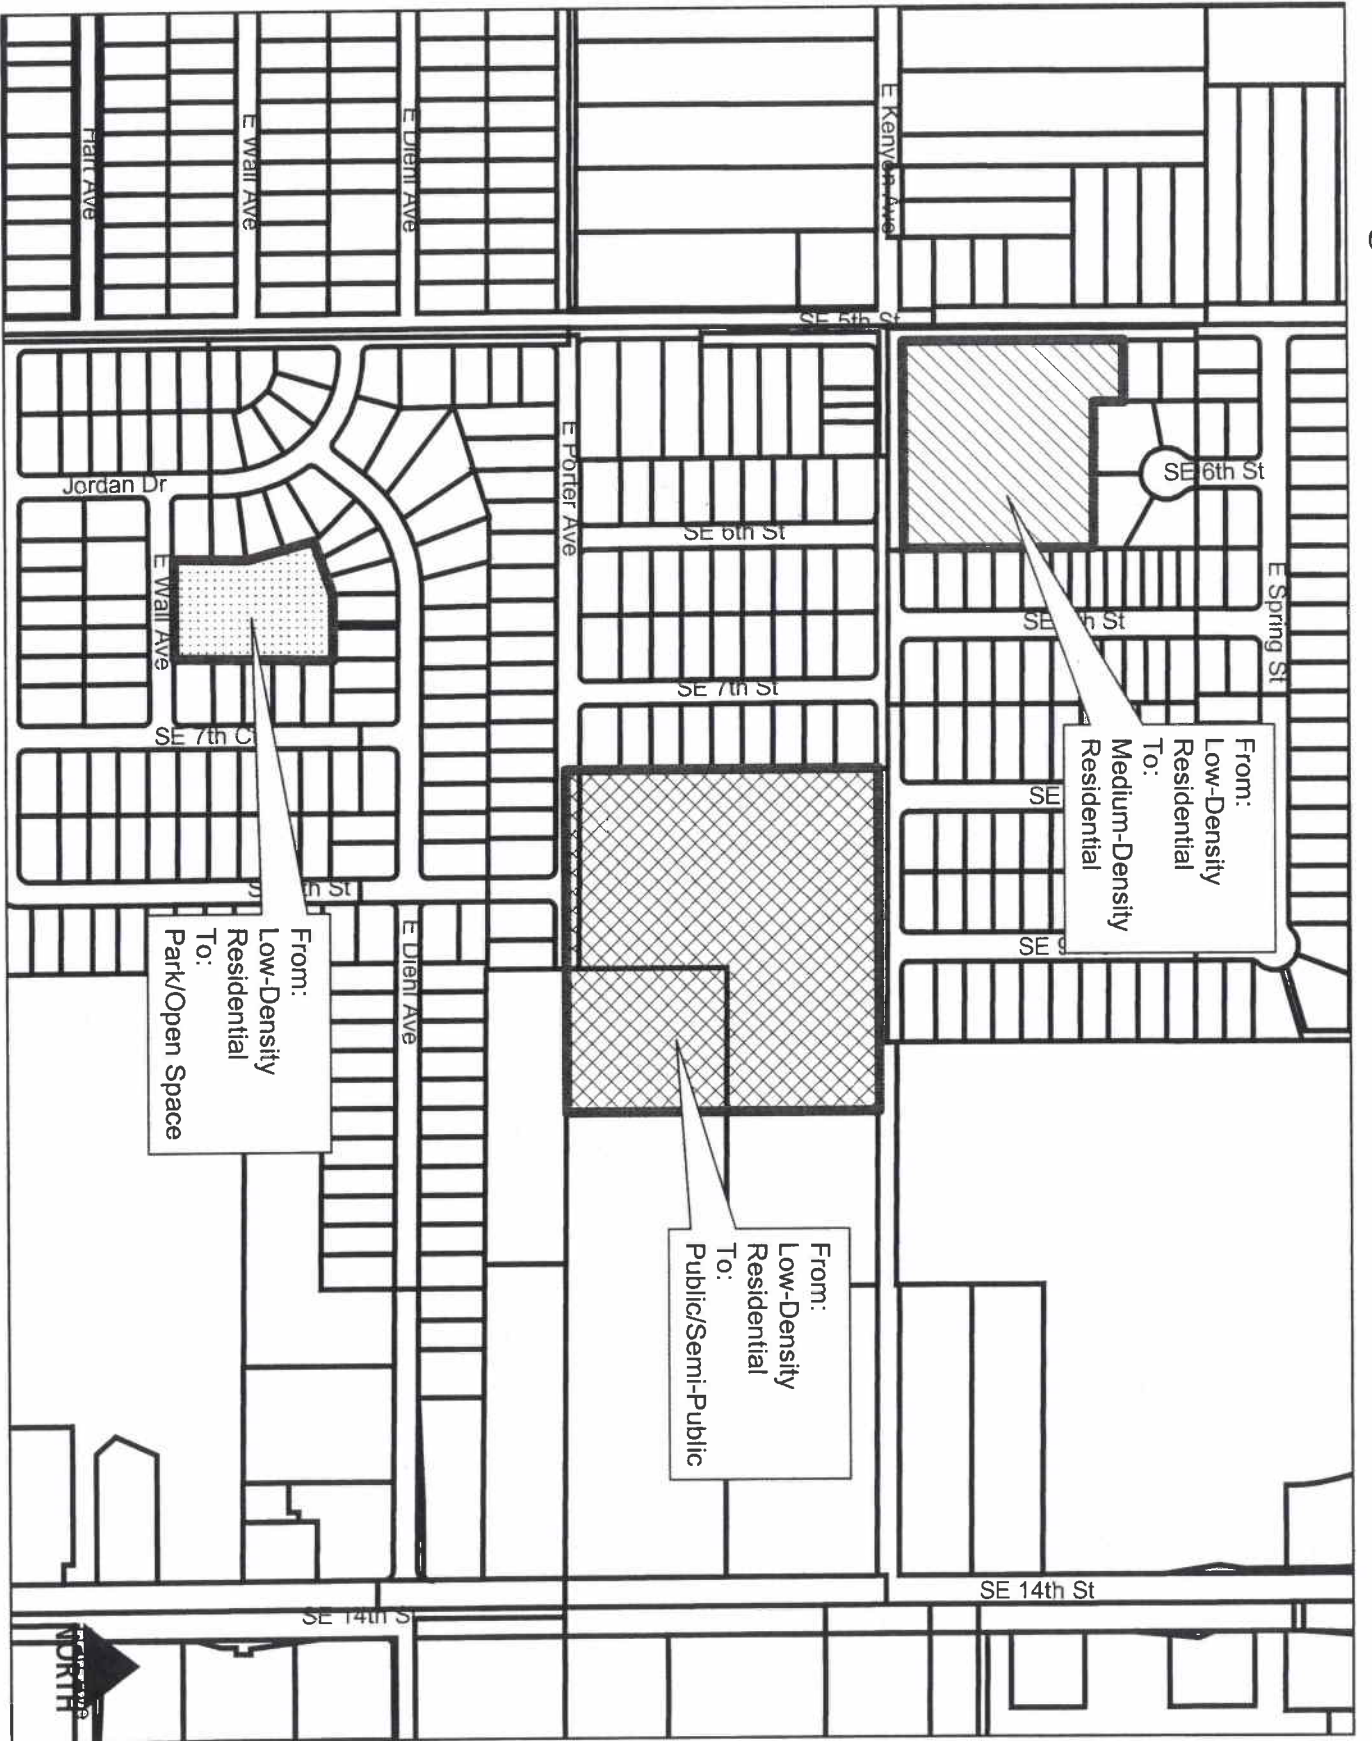 Hart Ave
E Wall Ave
E Diehl Ave
E Kenyon Ave
SE 5th St
E Porter Ave
Jordan Dr
SE 6th St
SE 6th St
E Wall Ave
E Spring St
SE 7th St
SE 7th Ct
SE
SE 9
E Diehl Ave
From:
Low-Density
Residential
To:
Medium-Density
Residential
From:
Low-Density
Residential
To:
Park/Open Space
From:
Low-Density
Residential
To:
Public/Semi-Public
SE 14th St
SE 14th St
NORTH